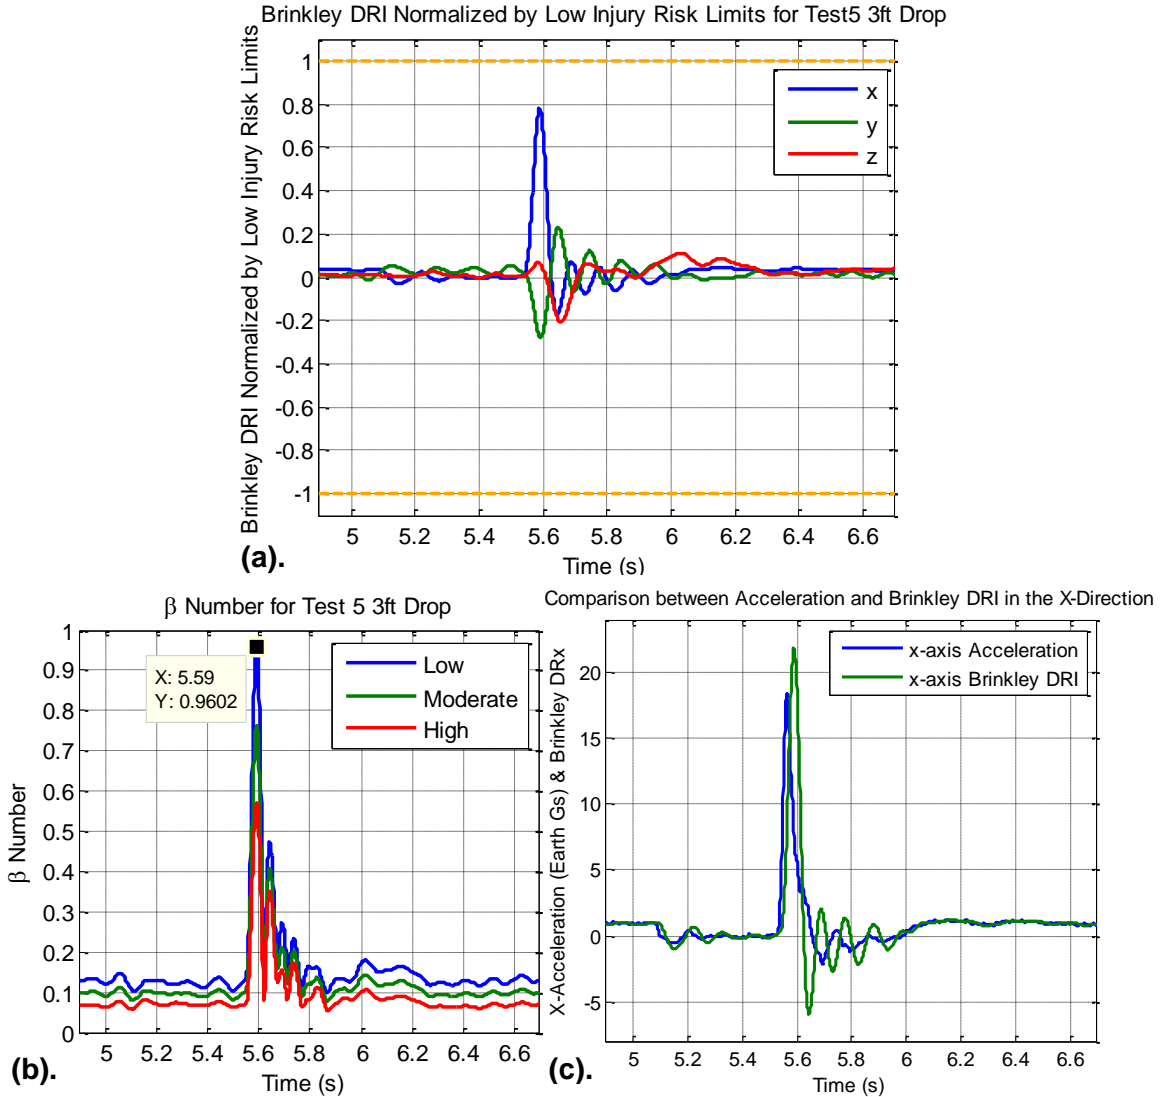 Brinkley DRI Normalized by Low Injury Risk Limits for Test5 3ft Drop
Brinkley DRI Normalized by Low Injury Risk Limits
1
0.8
0.6
0.4
0.2
0
-0.2
-0.4
-0.6
-0.8
-1
x
y
z
5 5.2 5.4 5.6 5.8 6 6.2 6.4 6.6
Time (s)
(a).
β Number for Test 5 3ft Drop
β Number
1
0.9
0.8
0.7
0.6
0.5
0.4
0.3
0.2
0.1
0
X: 5.59
Y: 0.9602
Low
Moderate
High
5 5.2 5.4 5.6 5.8 6 6.2 6.4 6.6
Time (s)
(b).
Comparison between Acceleration and Brinkley DRI in the X-Direction
X-Acceleration (Earth Gs) & Brinkley DRx
20
15
10
5
0
-5
x-axis Acceleration
x-axis Brinkley DRI
5 5.2 5.4 5.6 5.8 6 6.2 6.4 6.6
Time (s)
(c).